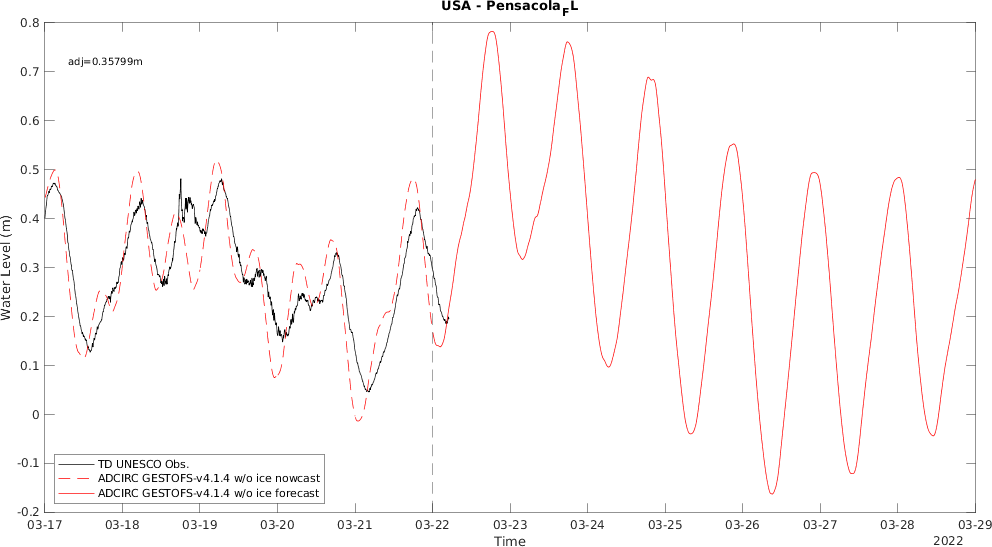 USA - Pensacola_FL
adj=0.35799m
0.8
0.7
0.6
0.5
0.4
0.3
0.2
0.1
0
-0.1
-0.2
Water Level (m)
TD UNESCO Obs.
ADCIRC GESTOFS-v4.1.4 w/o ice nowcast
ADCIRC GESTOFS-v4.1.4 w/o ice forecast
03-17 03-18 03-19 03-20 03-21 03-22 03-23 03-24 03-25 03-26 03-27 03-28 03-29
Time
2022